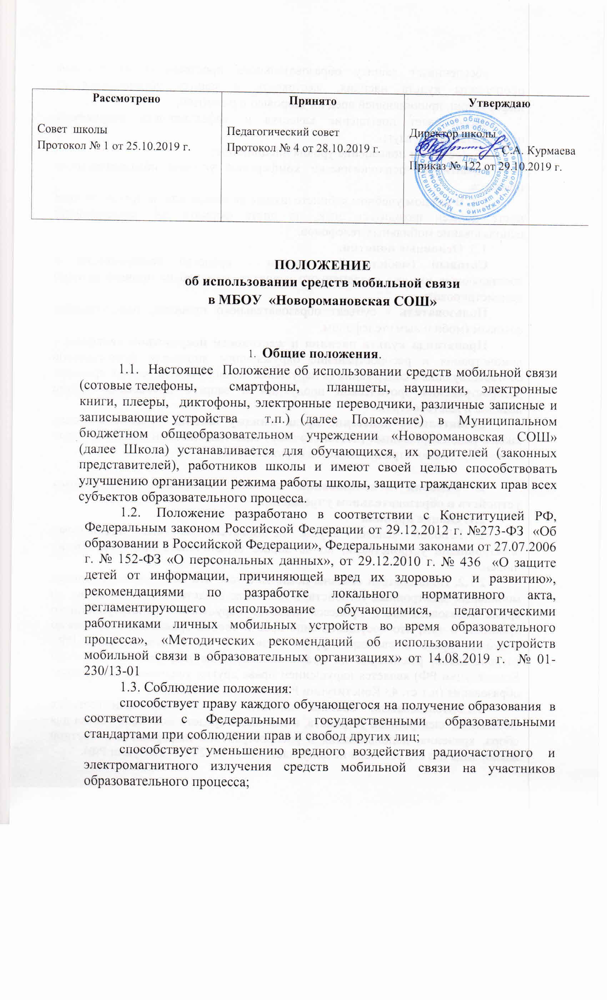 Рассмотрено
Совет школы
Протокол № 1 от 25.10.2019 г.
Принято
Педагогический совет
Протокол № 4 от 28.10.2019 г.
Утверждаю
Директор школы
С.А. Курмаева
Приказ № 122 от 29.10.2019 г.
Для
документов
ПОЛОЖЕНИЕ
об использовании средств мобильной связи
в МБОУ «Новоромановская СОШ»
1. Общие положения.
1.1. Настоящее Положение об использовании средств мобильной связи
(сотовые телефоны, смартфоны, планшеты, наушники, электронные
книги, плееры, диктофоны, электронные переводчики, различные записные и
записывающие устройства т.п.) (далее Положение) в Муниципальном
бюджетном общеобразовательном учреждении «Новоромановская СОШ»
(далее Школа) устанавливается для обучающихся, их родителей (законных
представителей), работников школы и имеют своей целью способствовать
улучшению организации режима работы школы, защите гражданских прав всех
субъектов образовательного процесса.
1.2. Положение разработано в соответствии с Конституцией РФ,
Федеральным законом Российской Федерации от 29.12.2012 г. №273-ФЗ «Об
образовании в Российской Федерации», Федеральными законами от 27.07.2006
г. № 152-ФЗ «О персональных данных», от 29.12.2010 г. № 436 «О защите
детей от информации, причиняющей вред их здоровью и развитию»,
рекомендациями по разработке локального нормативного акта,
регламентирующего использование обучающимися, педагогическими
работниками личных мобильных устройств во время образовательного
процесса», «Методических рекомендаций об использовании устройств
мобильной связи в образовательных организациях» от 14.08.2019 г. № 01-
230/13-01
1.3. Соблюдение положения:
способствует праву каждого обучающегося на получение образования в
соответствии с Федеральными государственными образовательными
стандартами при соблюдении прав и свобод других лиц;
способствует уменьшению вредного воздействия радиочастотного и
электромагнитного излучения средств мобильной связи на участников
образовательного процесса;